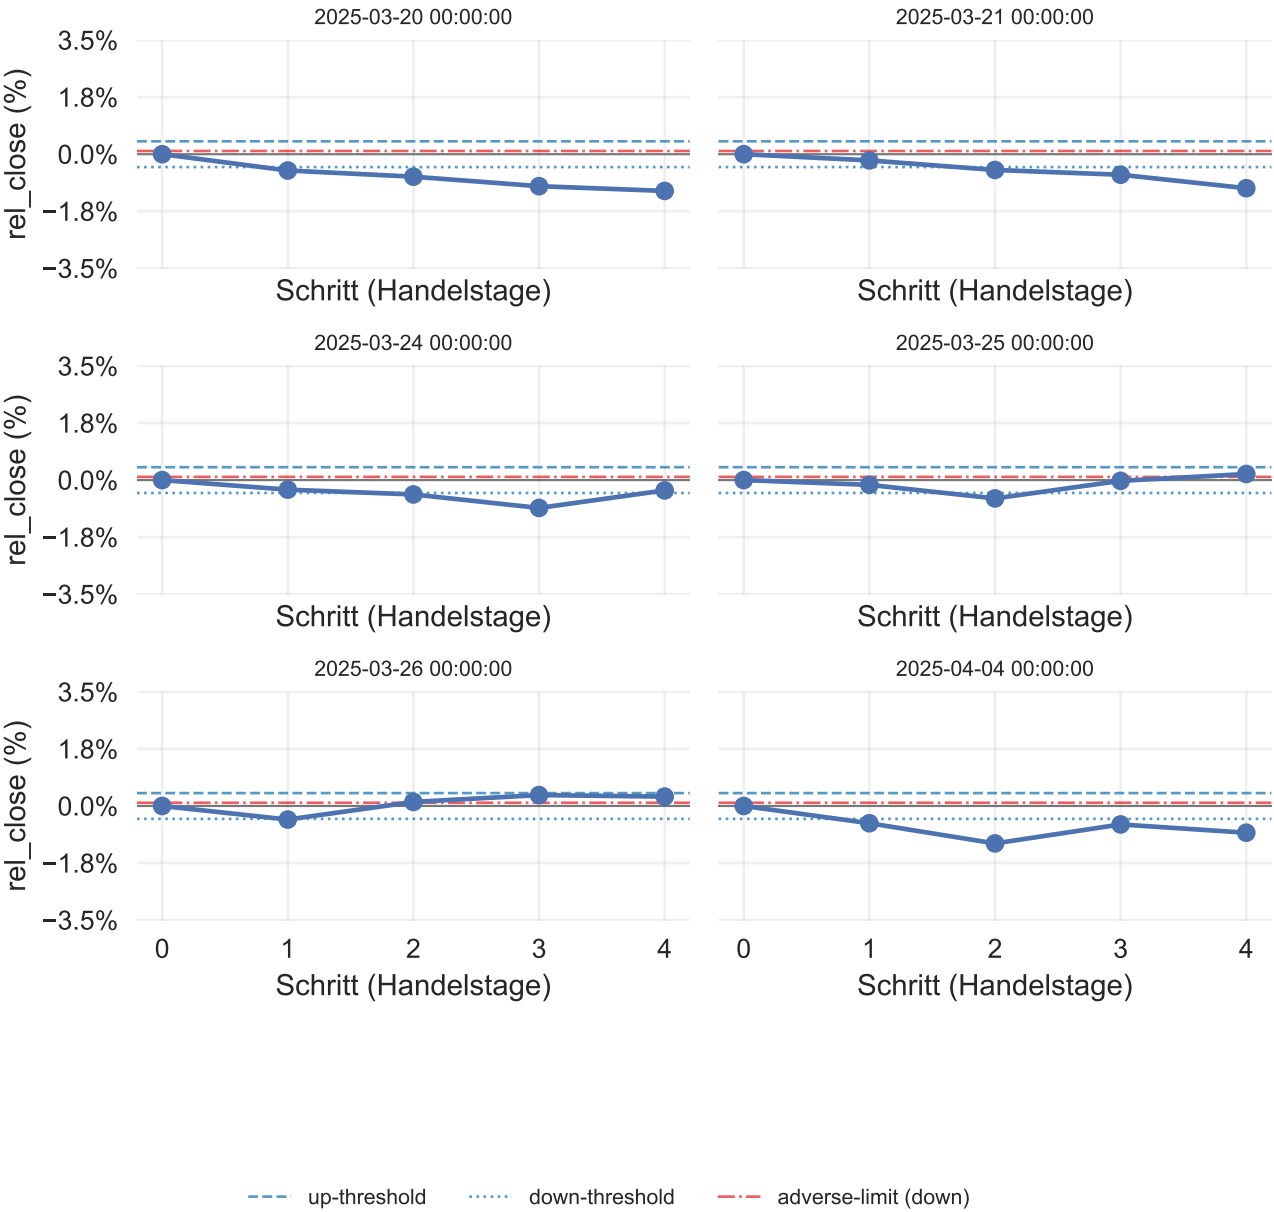 2025-03-20 00:00:00
2025-03-21 00:00:00
rel_close (%)
3.5%
1.8%
0.0%
−1.8%
−3.5%
Schritt (Handelstage)
Schritt (Handelstage)
2025-03-24 00:00:00
2025-03-25 00:00:00
rel_close (%)
3.5%
1.8%
0.0%
−1.8%
−3.5%
Schritt (Handelstage)
Schritt (Handelstage)
2025-03-26 00:00:00
2025-04-04 00:00:00
rel_close (%)
3.5%
1.8%
0.0%
−1.8%
−3.5%
0 1 2 3 4
0 1 2 3 4
Schritt (Handelstage)
Schritt (Handelstage)
up-threshold
down-threshold
adverse-limit (down)